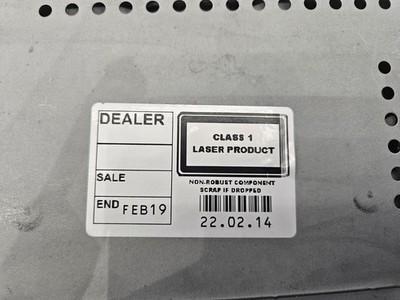 DEALER
SALE
END FEB19
CLASS 1
LASER PRODUCT
NON-ROBUST COMPONENT
SCRAP IF DROPPED
22.02.14